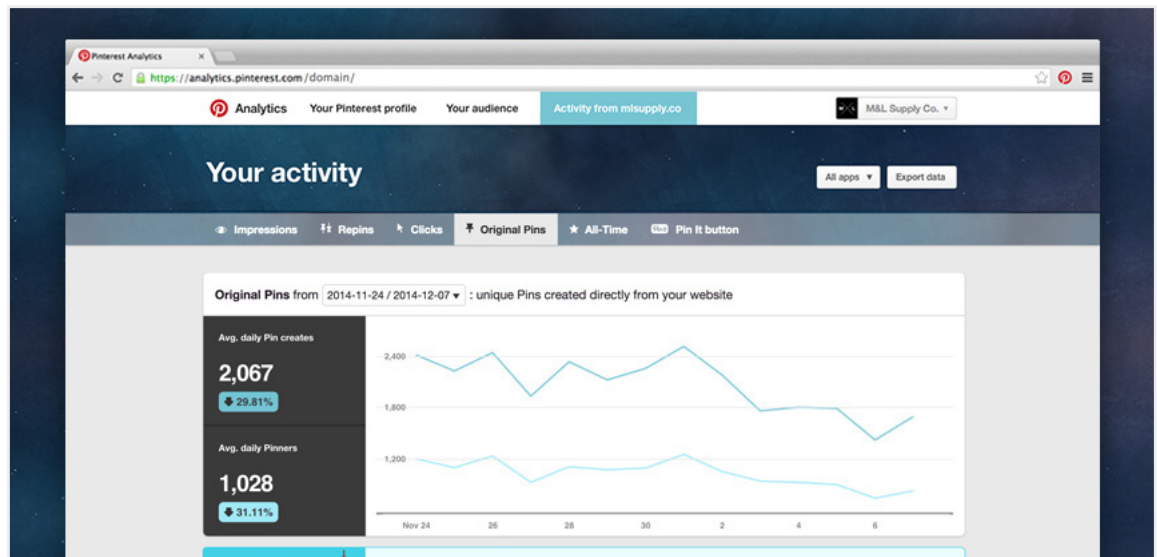 Pinterest Analytics
https://analytics.pinterest.com/domain/
Analytics Your Pinterest profile Your audience Activity from mlsupply.co M&L Supply Co.
Your activity
All apps Export data
Impressions Repins Clicks Original Pins All-Time Pin It button
Original Pins from 2014-11-24 / 2014-12-07 : unique Pins created directly from your website
Avg. daily Pin creates
2,067
29.81%
Avg. daily Pinners
1,028
31.11%
2,400
1,800
1,200
Nov 24 26 28 30 2 4 6